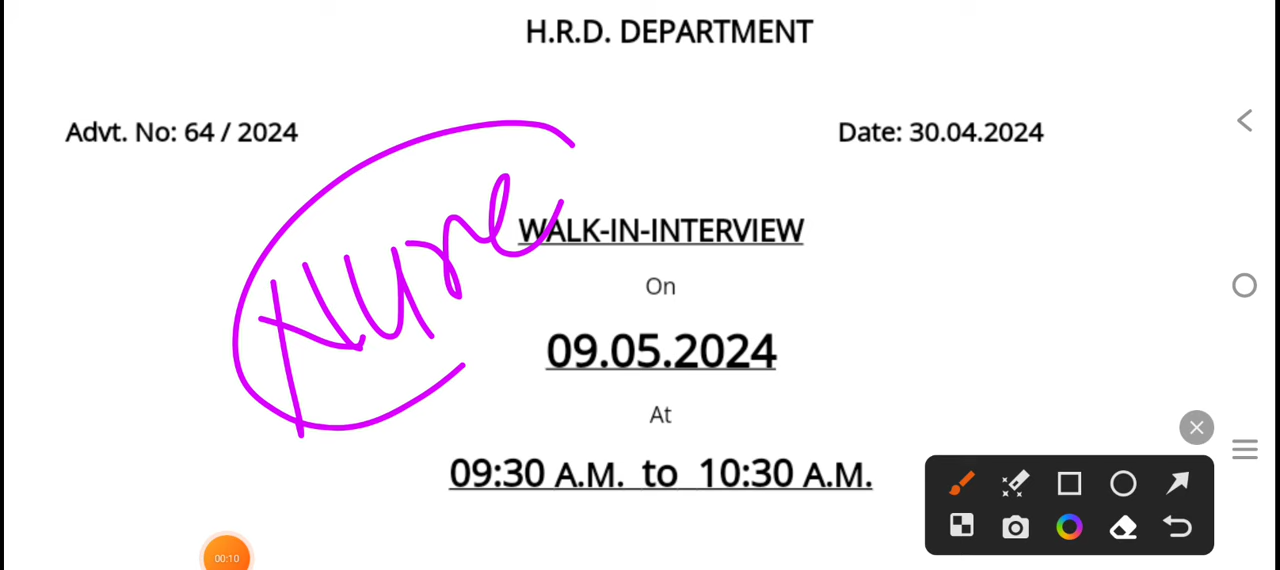 H.R.D. DEPARTMENT
Advt. No: 64 / 2024 Date: 30.04.2024
WALK-IN-INTERVIEW
On
09.05.2024
At
09:30 A.M. to 10:30 A.M.
00:10